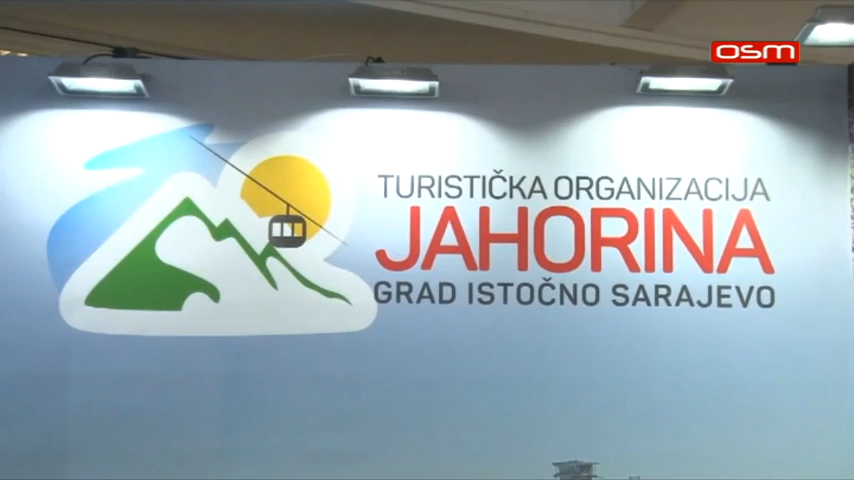 OSM
TURISTIČKA ORGANIZACIJA
JAHORINA
GRAD ISTOČNO SARAJEVO